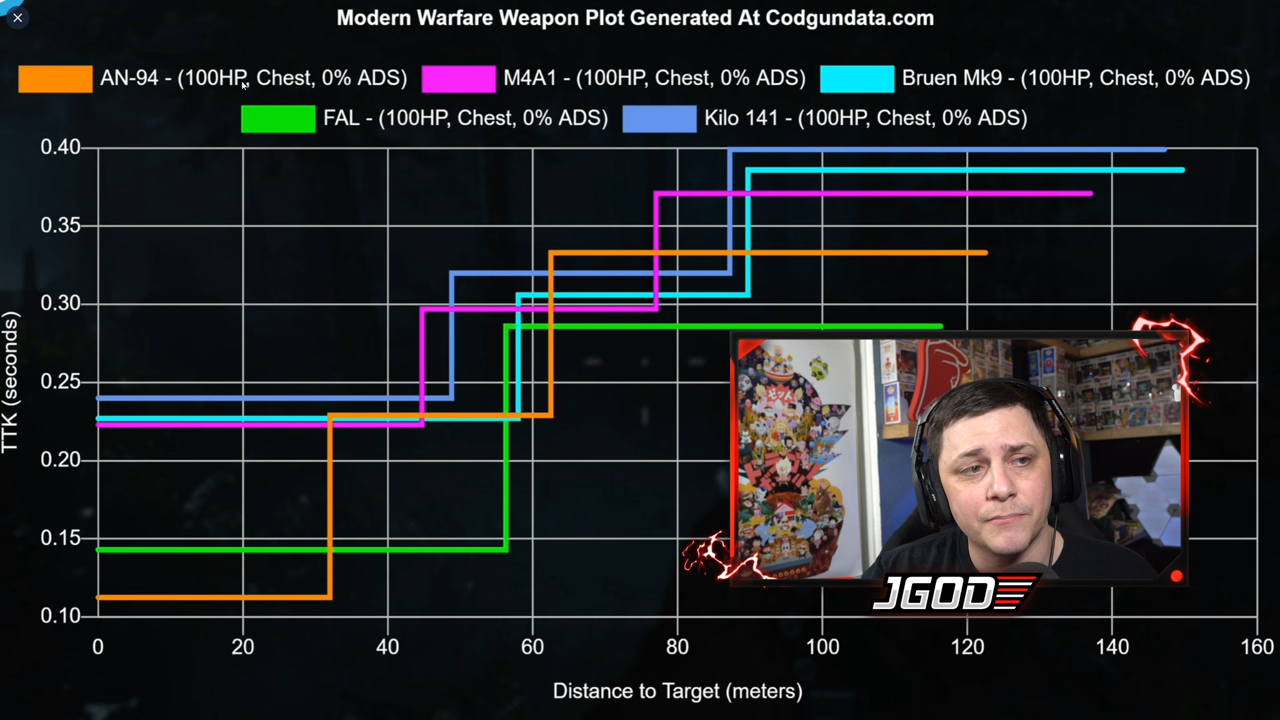 Modern Warfare Weapon Plot Generated At Codgundata.com
AN-94 - (100HP, Chest, 0% ADS) M4A1 - (100HP, Chest, 0% ADS) Bruen Mk9 - (100HP, Chest, 0% ADS)
FAL - (100HP, Chest, 0% ADS) Kilo 141 - (100HP, Chest, 0% ADS)
TTK (seconds)
0.40
0.35
0.30
0.25
0.20
0.15
0.10
0 20 40 60 80 100 120 140 160
Distance to Target (meters)
JGOD